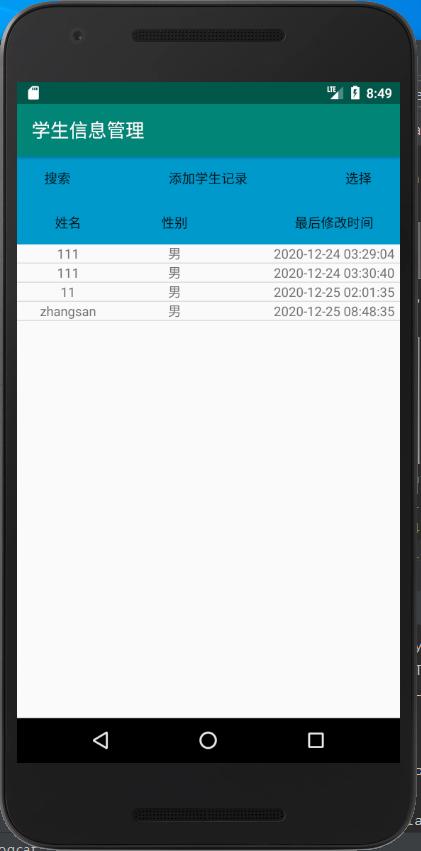 LTE 8:49
学生信息管理
搜索 添加学生记录 选择
姓名 性别 最后修改时间
111 男 2020-12-24 03:29:04
111 男 2020-12-24 03:30:40
11 男 2020-12-25 02:01:35
zhangsan 男 2020-12-25 08:48:35